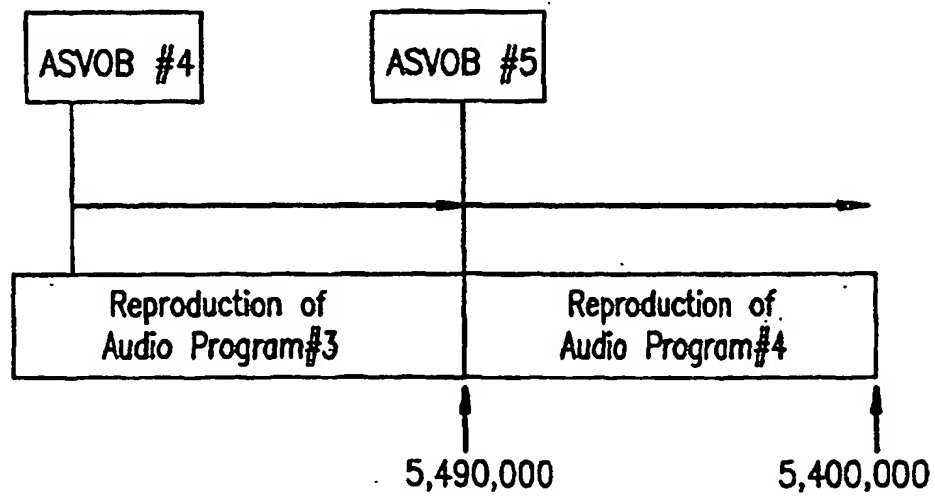 ASVOB #4
ASVOB #5
Reproduction of
Audio Program#3
Reproduction of
Audio Program#4
5,490,000
5,400,000